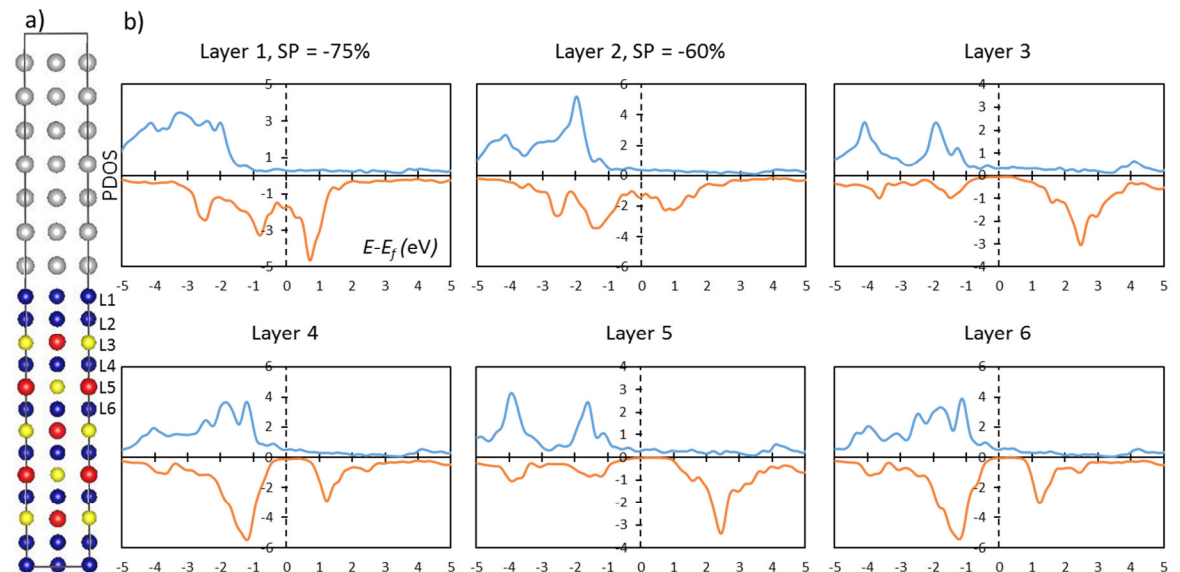 a)
b)
Layer 1, SP = -75%
Layer 2, SP = -60%
Layer 3
5
3
1
-1
-3
-5
6
4
2
0
-2
-4
-6
4
3
2
1
0
-1
-2
-3
-4
PDOS
E-Ef (eV)
-5 -4 -3 -2 -1 0 1 2 3 4 5
-5 -4 -3 -2 -1 0 1 2 3 4 5
-5 -4 -3 -2 -1 0 1 2 3 4 5
L1
L2
L3
L4
L5
L6
Layer 4
Layer 5
Layer 6
6
4
2
0
-2
-4
-6
4
3
2
1
0
-1
-2
-3
-4
6
4
2
0
-2
-4
-6
-5 -4 -3 -2 -1 0 1 2 3 4 5
-5 -4 -3 -2 -1 0 1 2 3 4 5
-5 -4 -3 -2 -1 0 1 2 3 4 5